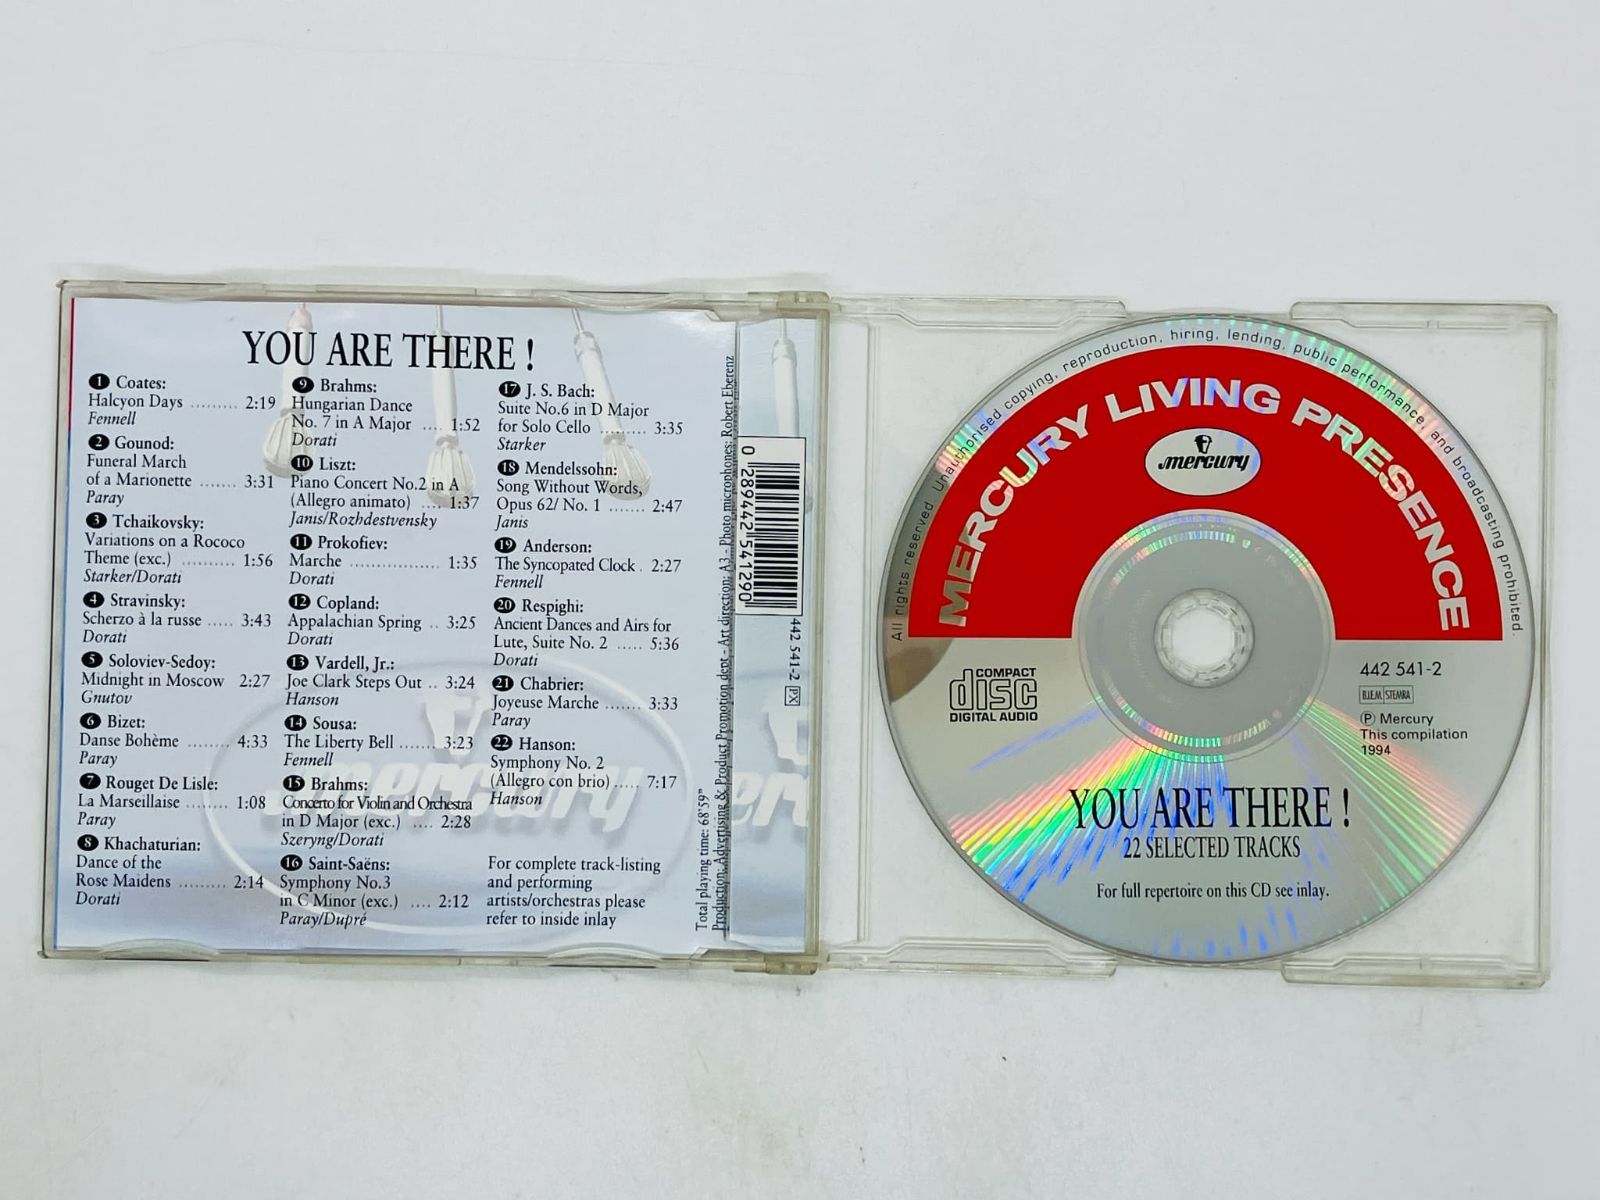 YOU ARE THERE !
1 Coates:
Halcyon Days ......... 2:19
Fennell
2 Gounod:
Funeral March
of a Marionette ....... 3:31
Paray
3 Tchaikovsky:
Variations on a Rococo
Theme (exc.) .......... 1:56
Starker/Dorati
4 Stravinsky:
Scherzo à la russe ..... 3:43
Dorati
5 Soloviev-Sedoy:
Midnight in Moscow 2:27
Gnutov
6 Bizet:
Danse Bohème ........ 4:33
Paray
7 Rouget De Lisle:
La Marseillaise ........ 1:08
Paray
8 Khachaturian:
Dance of the
Rose Maidens ......... 2:14
Dorati
9 Brahms:
Hungarian Dance
No. 7 in A Major .... 1:52
Dorati
10 Liszt:
Piano Concert No.2 in A
(Allegro animato) .... 1:37
Janis/Rozhdestvensky
11 Prokofiev:
Marche .................. 1:35
Dorati
12 Copland:
Appalachian Spring .. 3:25
Dorati
13 Vardell, Jr.:
Joe Clark Steps Out .. 3:24
Hanson
14 Sousa:
The Liberty Bell ....... 3:23
Fennell
15 Brahms:
Concerto for Violin and Orchestra
in D Major (exc.) .... 2:28
Szeryng/Dorati
16 Saint-Saëns:
Symphony No.3
in C Minor (exc.) .... 2:12
Paray/Dupré
17 J. S. Bach:
Suite No.6 in D Major
for Solo Cello ......... 3:35
Starker
18 Mendelssohn:
Song Without Words,
Opus 62/ No. 1 ....... 2:47
Janis
19 Anderson:
The Syncopated Clock . 2:27
Fennell
20 Respighi:
Ancient Dances and Airs for
Lute, Suite No. 2 ..... 5:36
Dorati
21 Chabrier:
Joyeuse Marche ....... 3:33
Paray
22 Hanson:
Symphony No. 2
(Allegro con brio) ..... 7:17
Hanson
For complete track-listing
and performing
artists/orchestras please
refer to inside inlay
mercury
Total playing time: 68'59"
Production: Advertising & Product Promotion dept - Art direction: A3 - Photo microphones: Robert Eberenz
0 28944 25412 90
442 541-2 PX
All rights reserved. Unauthorised copying, reproduction, hiring, lending, public performance, and broadcasting prohibited.
MERCURY LIVING PRESENCE
mercury
COMPACT
disc
DIGITAL AUDIO
442 541-2
B.I.E.M. STEMRA
Ⓟ Mercury
This compilation
1994
YOU ARE THERE !
22 SELECTED TRACKS
For full repertoire on this CD see inlay.